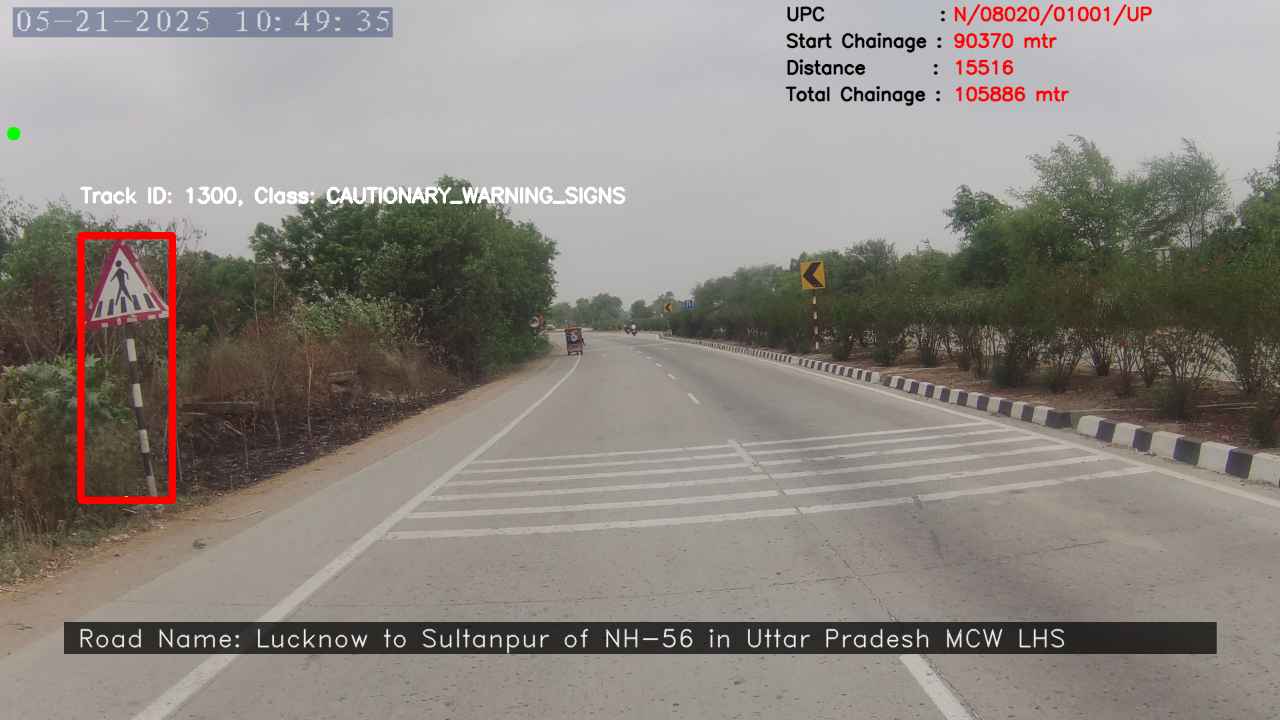 05-21-2025 10:49:35
UPC : N/08020/01001/UP
Start Chainage : 90370 mtr
Distance : 15516
Total Chainage : 105886 mtr
Track ID: 1300, Class: CAUTIONARY_WARNING_SIGNS
Road Name: Lucknow to Sultanpur of NH-56 in Uttar Pradesh MCW LHS